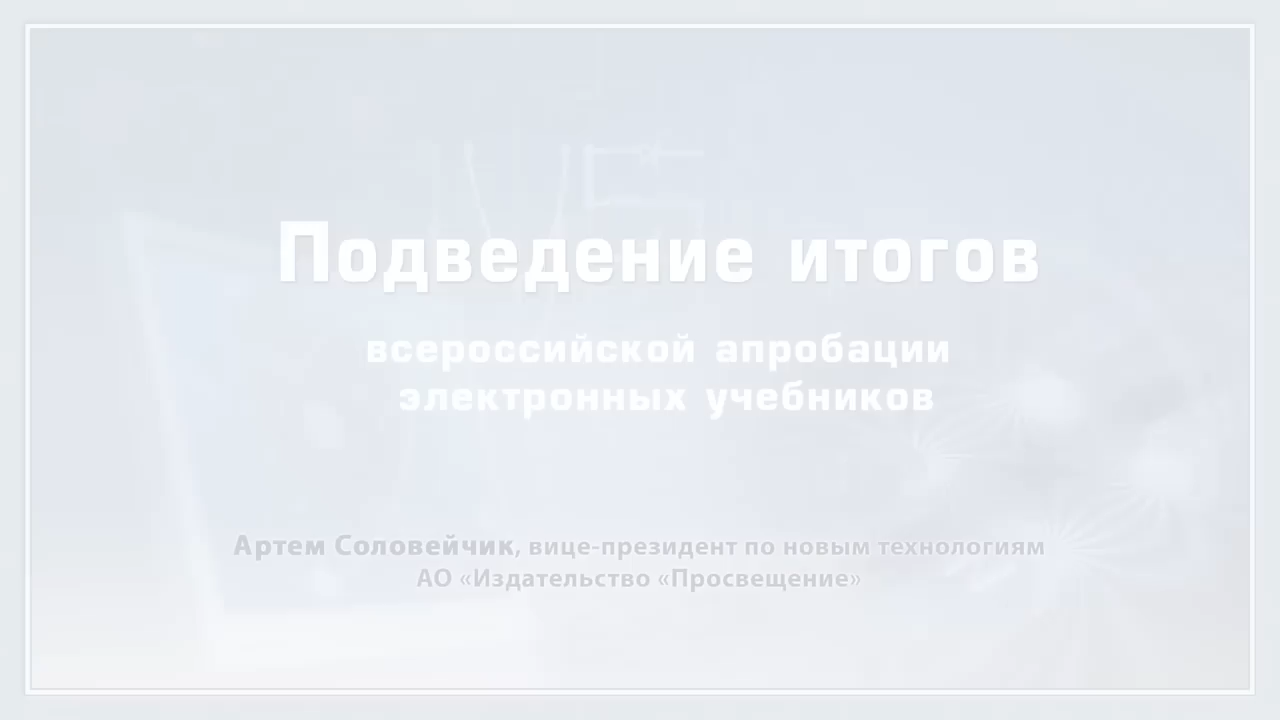 Подведение итогов
всероссийской апробации
электронных учебников
Артем Соловейчик, вице-президент по новым технологиям
АО «Издательство «Просвещение»